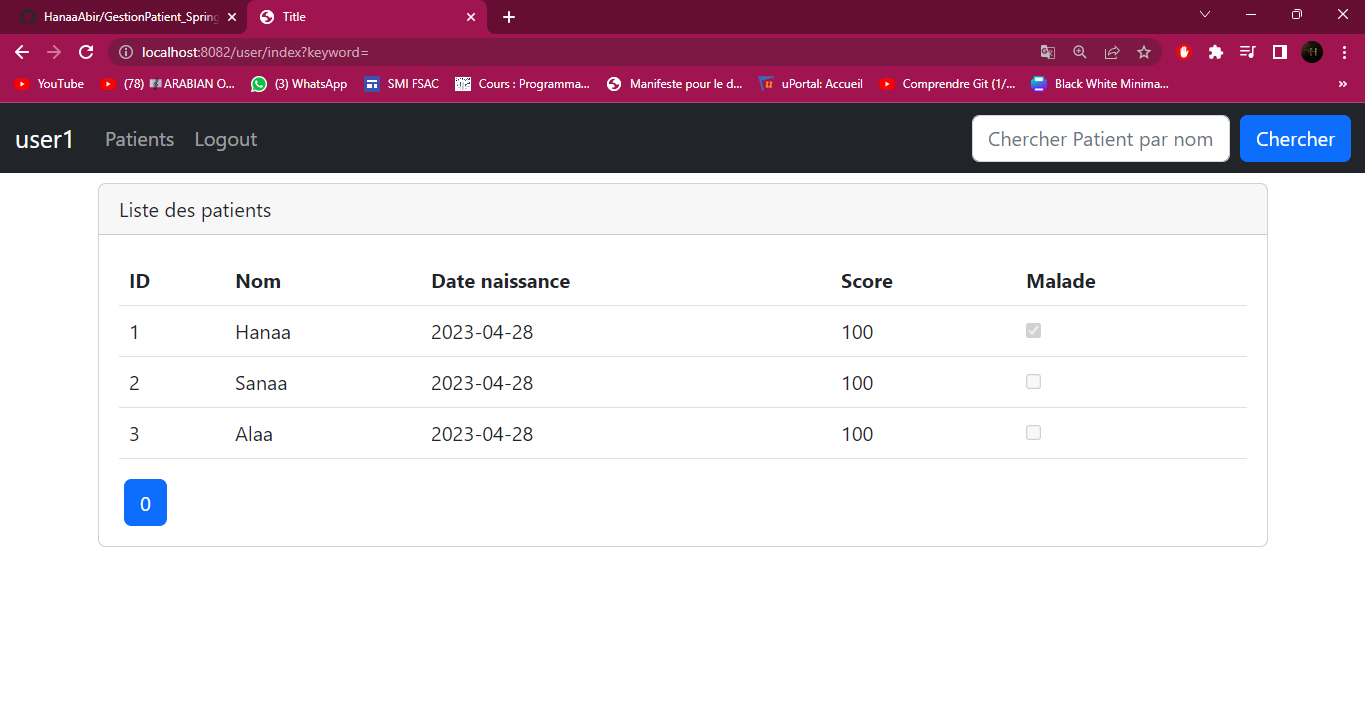 HanaaAbir/GestionPatient_Spring
Title
localhost:8082/user/index?keyword=
YouTube
(78) ARABIAN O...
(3) WhatsApp
SMI FSAC
Cours : Programma...
Manifeste pour le d...
uPortal: Accueil
Comprendre Git (1/...
Black White Minima...
»
user1 Patients Logout
Chercher Patient par nom
Chercher
Liste des patients
ID Nom Date naissance Score Malade
1 Hanaa 2023-04-28 100
2 Sanaa 2023-04-28 100
3 Alaa 2023-04-28 100
0